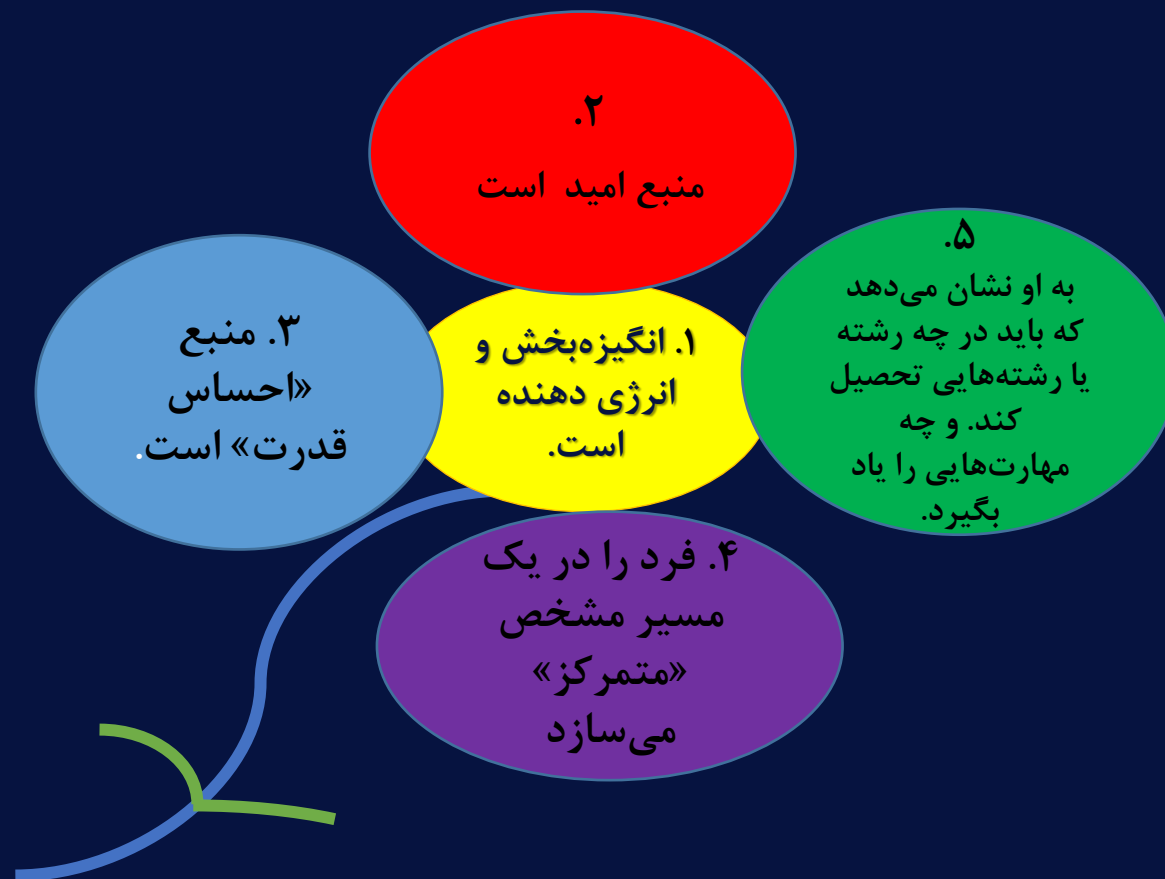 ۱. انگیزه‌بخش و
انرژی دهنده
است.
۲.
منبع امید است
۳. منبع
«احساس
قدرت» است.
۴. فرد را در یک
مسیر مشخص
«متمرکز»
می‌سازد
۵.
به او نشان می‌دهد
که باید در چه رشته
یا رشته‌هایی تحصیل
کند. و چه
مهارت‌هایی را یاد
بگیرد.